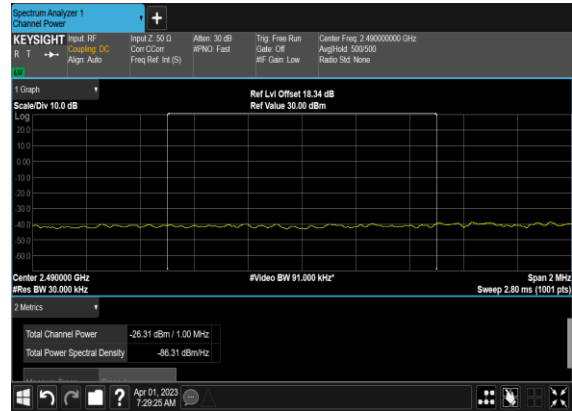 Spectrum Analyzer 1
Channel Power
+
KEYSIGHT Input: RF Input Z: 50 Ω Atten: 30 dB Trig: Free Run Center Freq: 2.490000000 GHz
R T Coupling: DC Corr CCorr #PNO: Fast Gate: Off Avg|Hold: 500/500
Align: Auto Freq Ref: Int (S) #IF Gain: Low Radio Std: None
LW
1 Graph Ref Lvl Offset 18.34 dB
Scale/Div 10.0 dB Ref Value 30.00 dBm
Log
20.0
10.0
0.00
-10.0
-20.0
-30.0
-40.0
-50.0
-60.0
Center 2.490000 GHz #Video BW 91.000 kHz* Span 2 MHz
#Res BW 30.000 kHz Sweep 2.80 ms (1001 pts)
2 Metrics
Total Channel Power -26.31 dBm / 1.00 MHz
Total Power Spectral Density -86.31 dBm/Hz
? Apr 01, 2023
7:29:25 AM